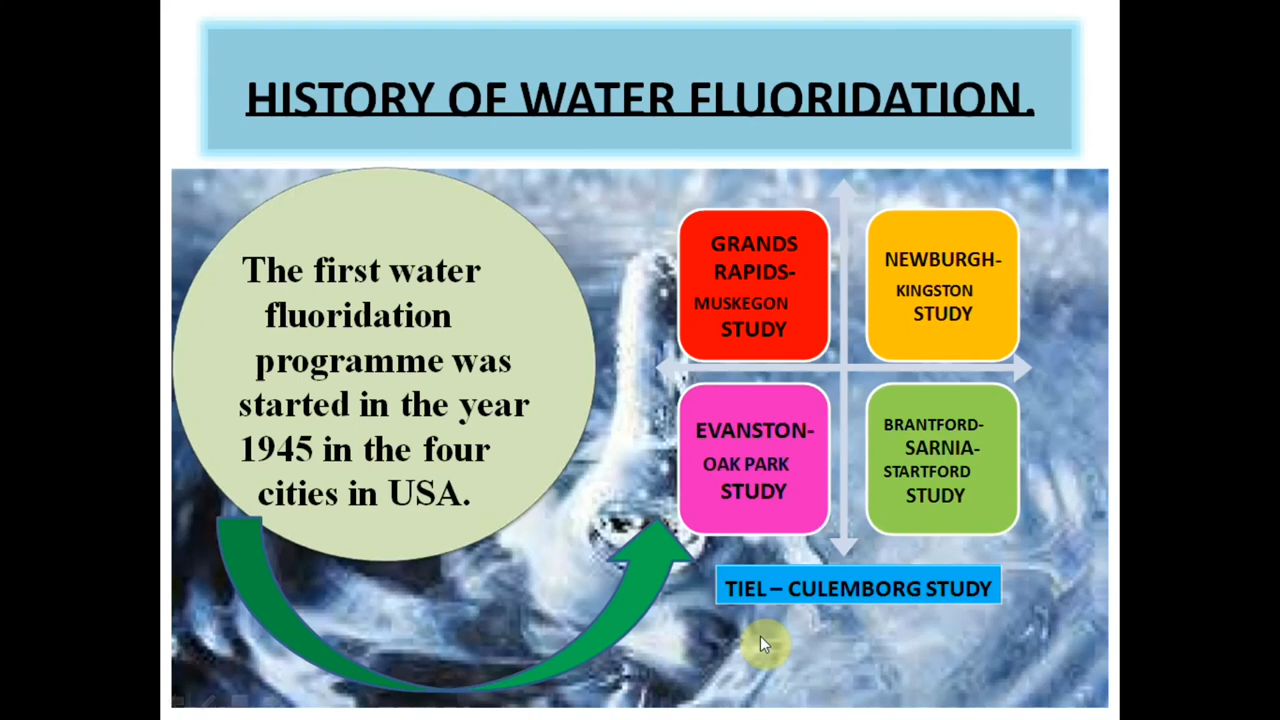 HISTORY OF WATER FLUORIDATION.
The first water
fluoridation
programme was
started in the year
1945 in the four
cities in USA.
GRANDS
RAPIDS-
MUSKEGON
STUDY
NEWBURGH-
KINGSTON
STUDY
EVANSTON-
OAK PARK
STUDY
BRANTFORD-
SARNIA-
STARTFORD
STUDY
TIEL – CULEMBORG STUDY